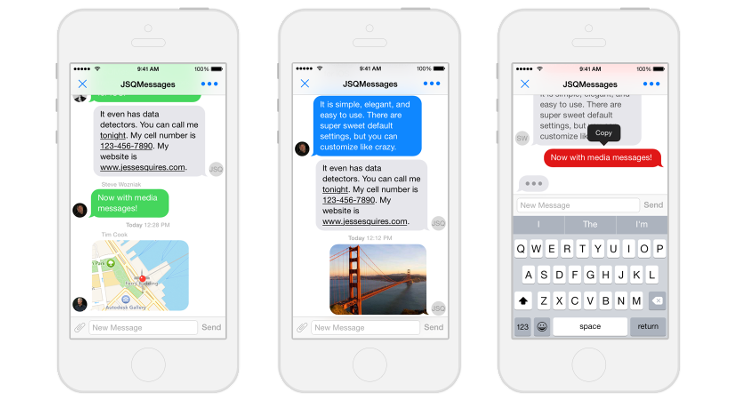 9:41 AM
100%
JSQMessages
It even has data
detectors. You can call me
tonight. My cell number is
123-456-7890. My
website is
www.jessesquires.com.
JSQ
Steve Wozniak
Now with media
messages!
Today 12:28 PM
Tim Cook
Park
Ferry Building
Autodesk Gallery
New Message
Send
9:41 AM
100%
JSQMessages
It is simple, elegant, and
easy to use. There are
super sweet default
settings, but you can
customize like crazy.
It even has data
detectors. You can call me
tonight. My cell number is
123-456-7890. My
website is
www.jessesquires.com.
JSQ
Today 12:12 PM
JSQ
New Message
Send
9:41 AM
100%
JSQMessages
It is simple, elegant, and
easy to use. There are
super sweet default
settings, but
customize lik
SW
Copy
Now with media messages!
New Message
Send
I
The
I'm
Q W E R T Y U I O P
A S D F G H J K L
Z X C V B N M
123
space
return